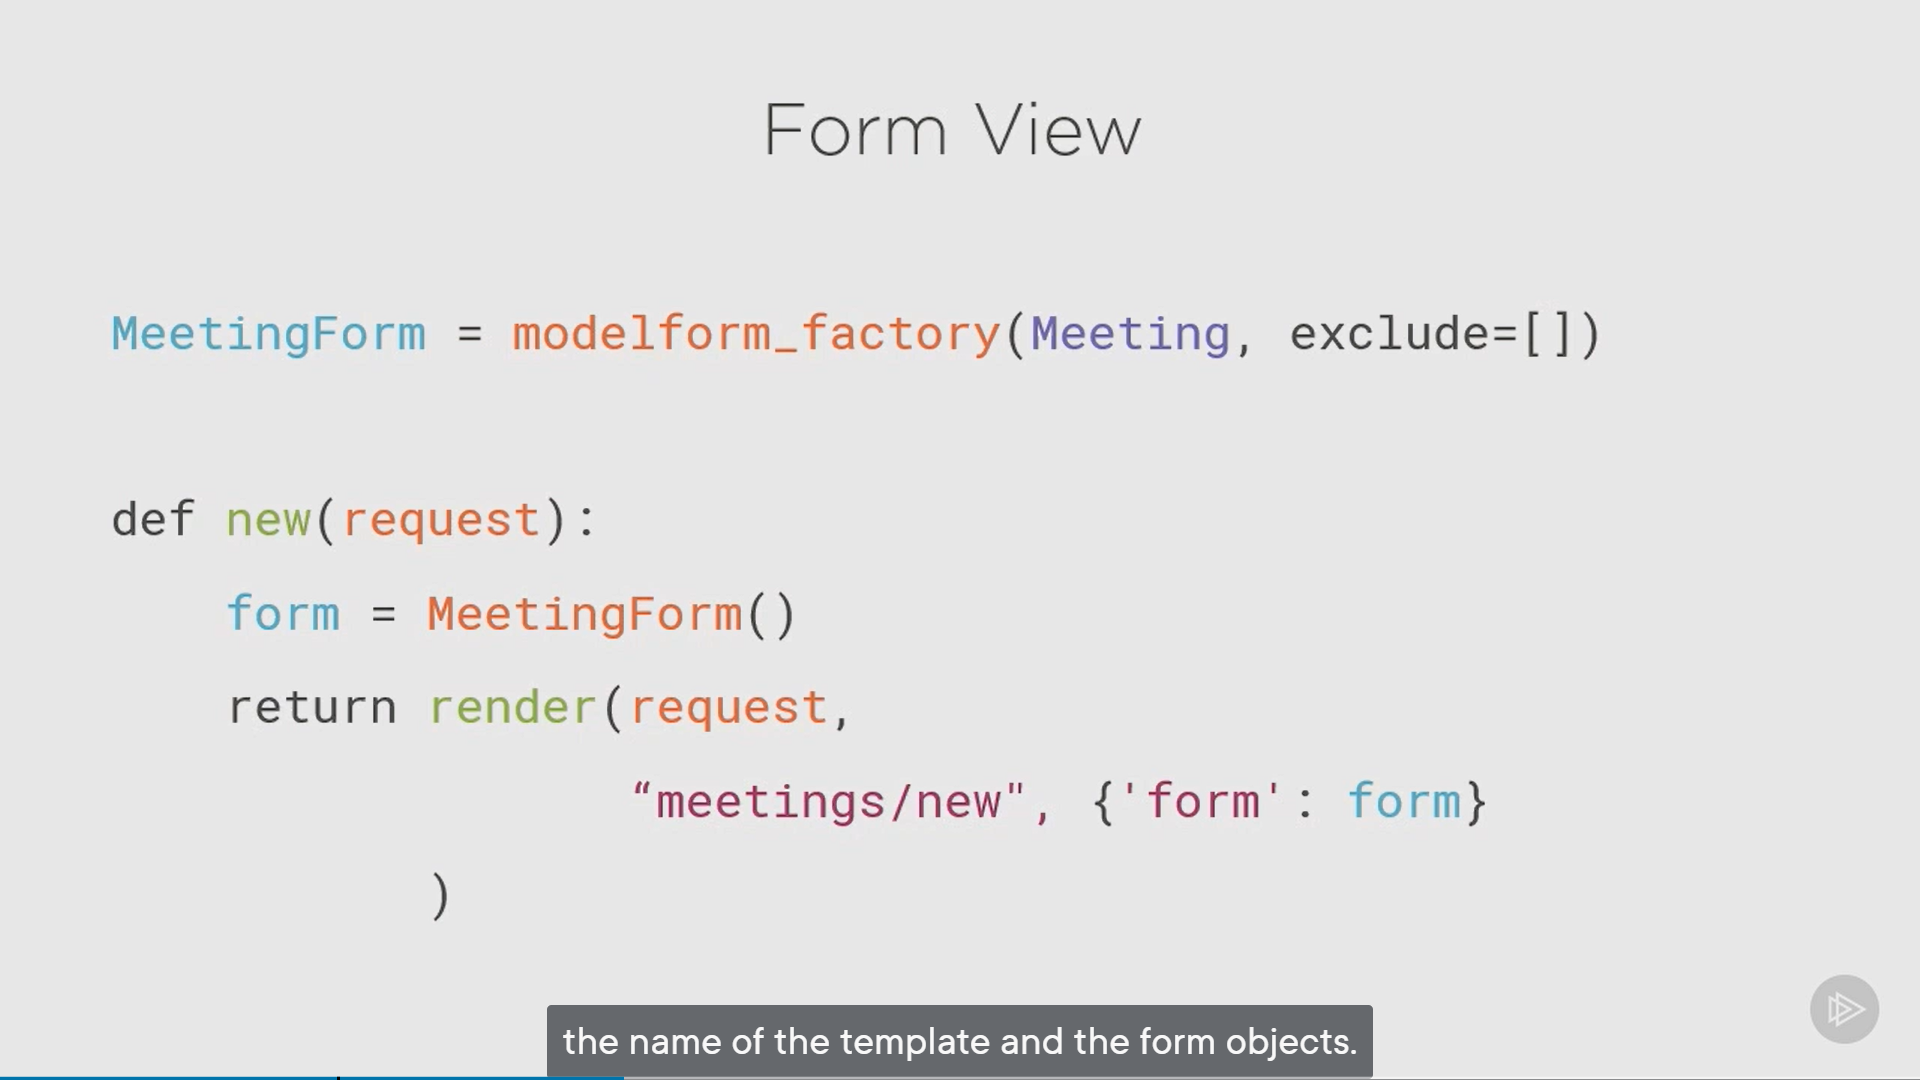 Form View
MeetingForm = modelform_factory(Meeting, exclude=[])
def new(request):
form = MeetingForm()
return render(request,
“meetings/new", {'form': form}
)
the name of the template and the form objects.